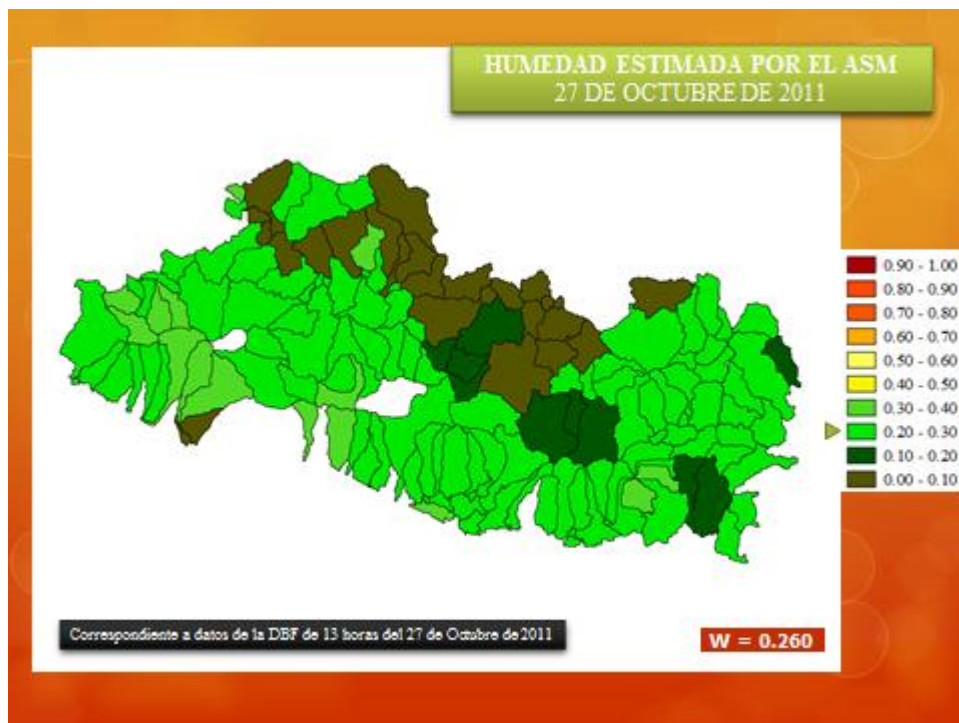 HUMEDAD ESTIMADA POR EL ASM
27 DE OCTUBRE DE 2011
0.90 - 1.00
0.80 - 0.90
0.70 - 0.80
0.60 - 0.70
0.50 - 0.60
0.40 - 0.50
0.30 - 0.40
0.20 - 0.30
0.10 - 0.20
0.00 - 0.10
Correspondiente a datos de la DBF de 13 horas del 27 de Octubre de 2011
W = 0.260